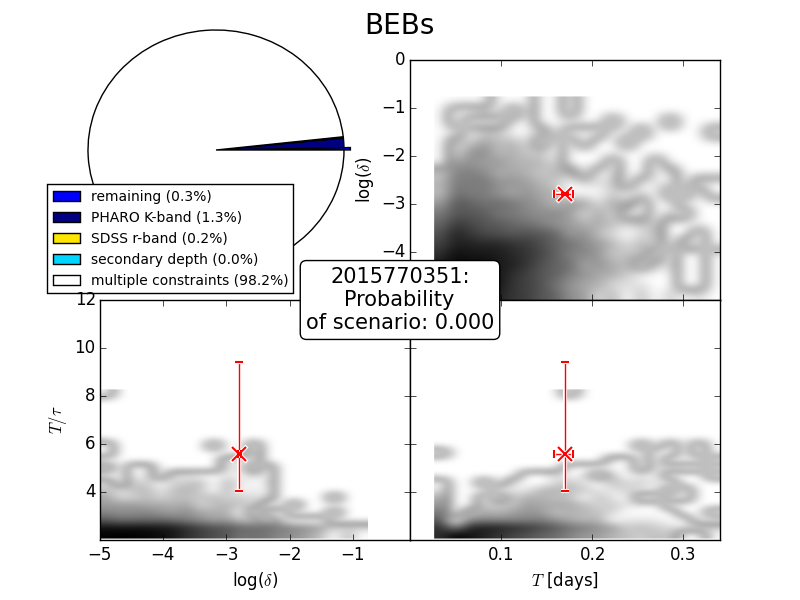 BEBs
remaining (0.3%)
PHARO K-band (1.3%)
SDSS r-band (0.2%)
secondary depth (0.0%)
multiple constraints (98.2%)
log(δ)
0
−1
−2
−3
−4
2015770351:
Probability
of scenario: 0.000
T/τ
12
10
8
6
4
−5 −4 −3 −2 −1
log(δ)
0.1 0.2 0.3
T [days]